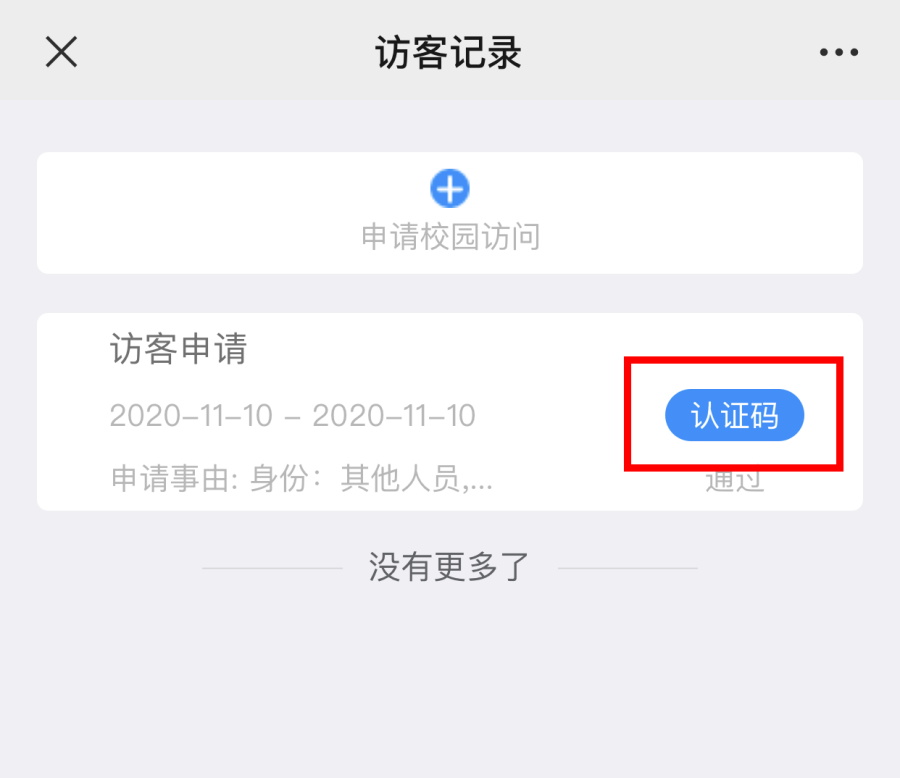 访客记录
申请校园访问
访客申请
2020-11-10 - 2020-11-10
认证码
申请事由: 身份：其他人员,...
通过
没有更多了